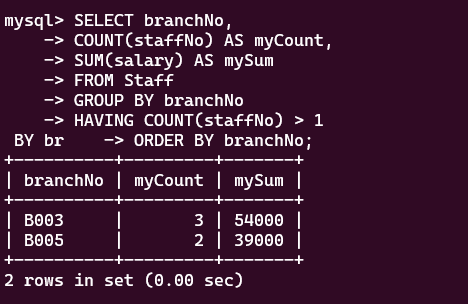 mysql> SELECT branchNo,
    -> COUNT(staffNo) AS myCount,
    -> SUM(salary) AS mySum
    -> FROM Staff
    -> GROUP BY branchNo
    -> HAVING COUNT(staffNo) > 1
 BY br    -> ORDER BY branchNo;
+----------+---------+-------+
| branchNo | myCount | mySum |
+----------+---------+-------+
| B003     |       3 | 54000 |
| B005     |       2 | 39000 |
+----------+---------+-------+
2 rows in set (0.00 sec)